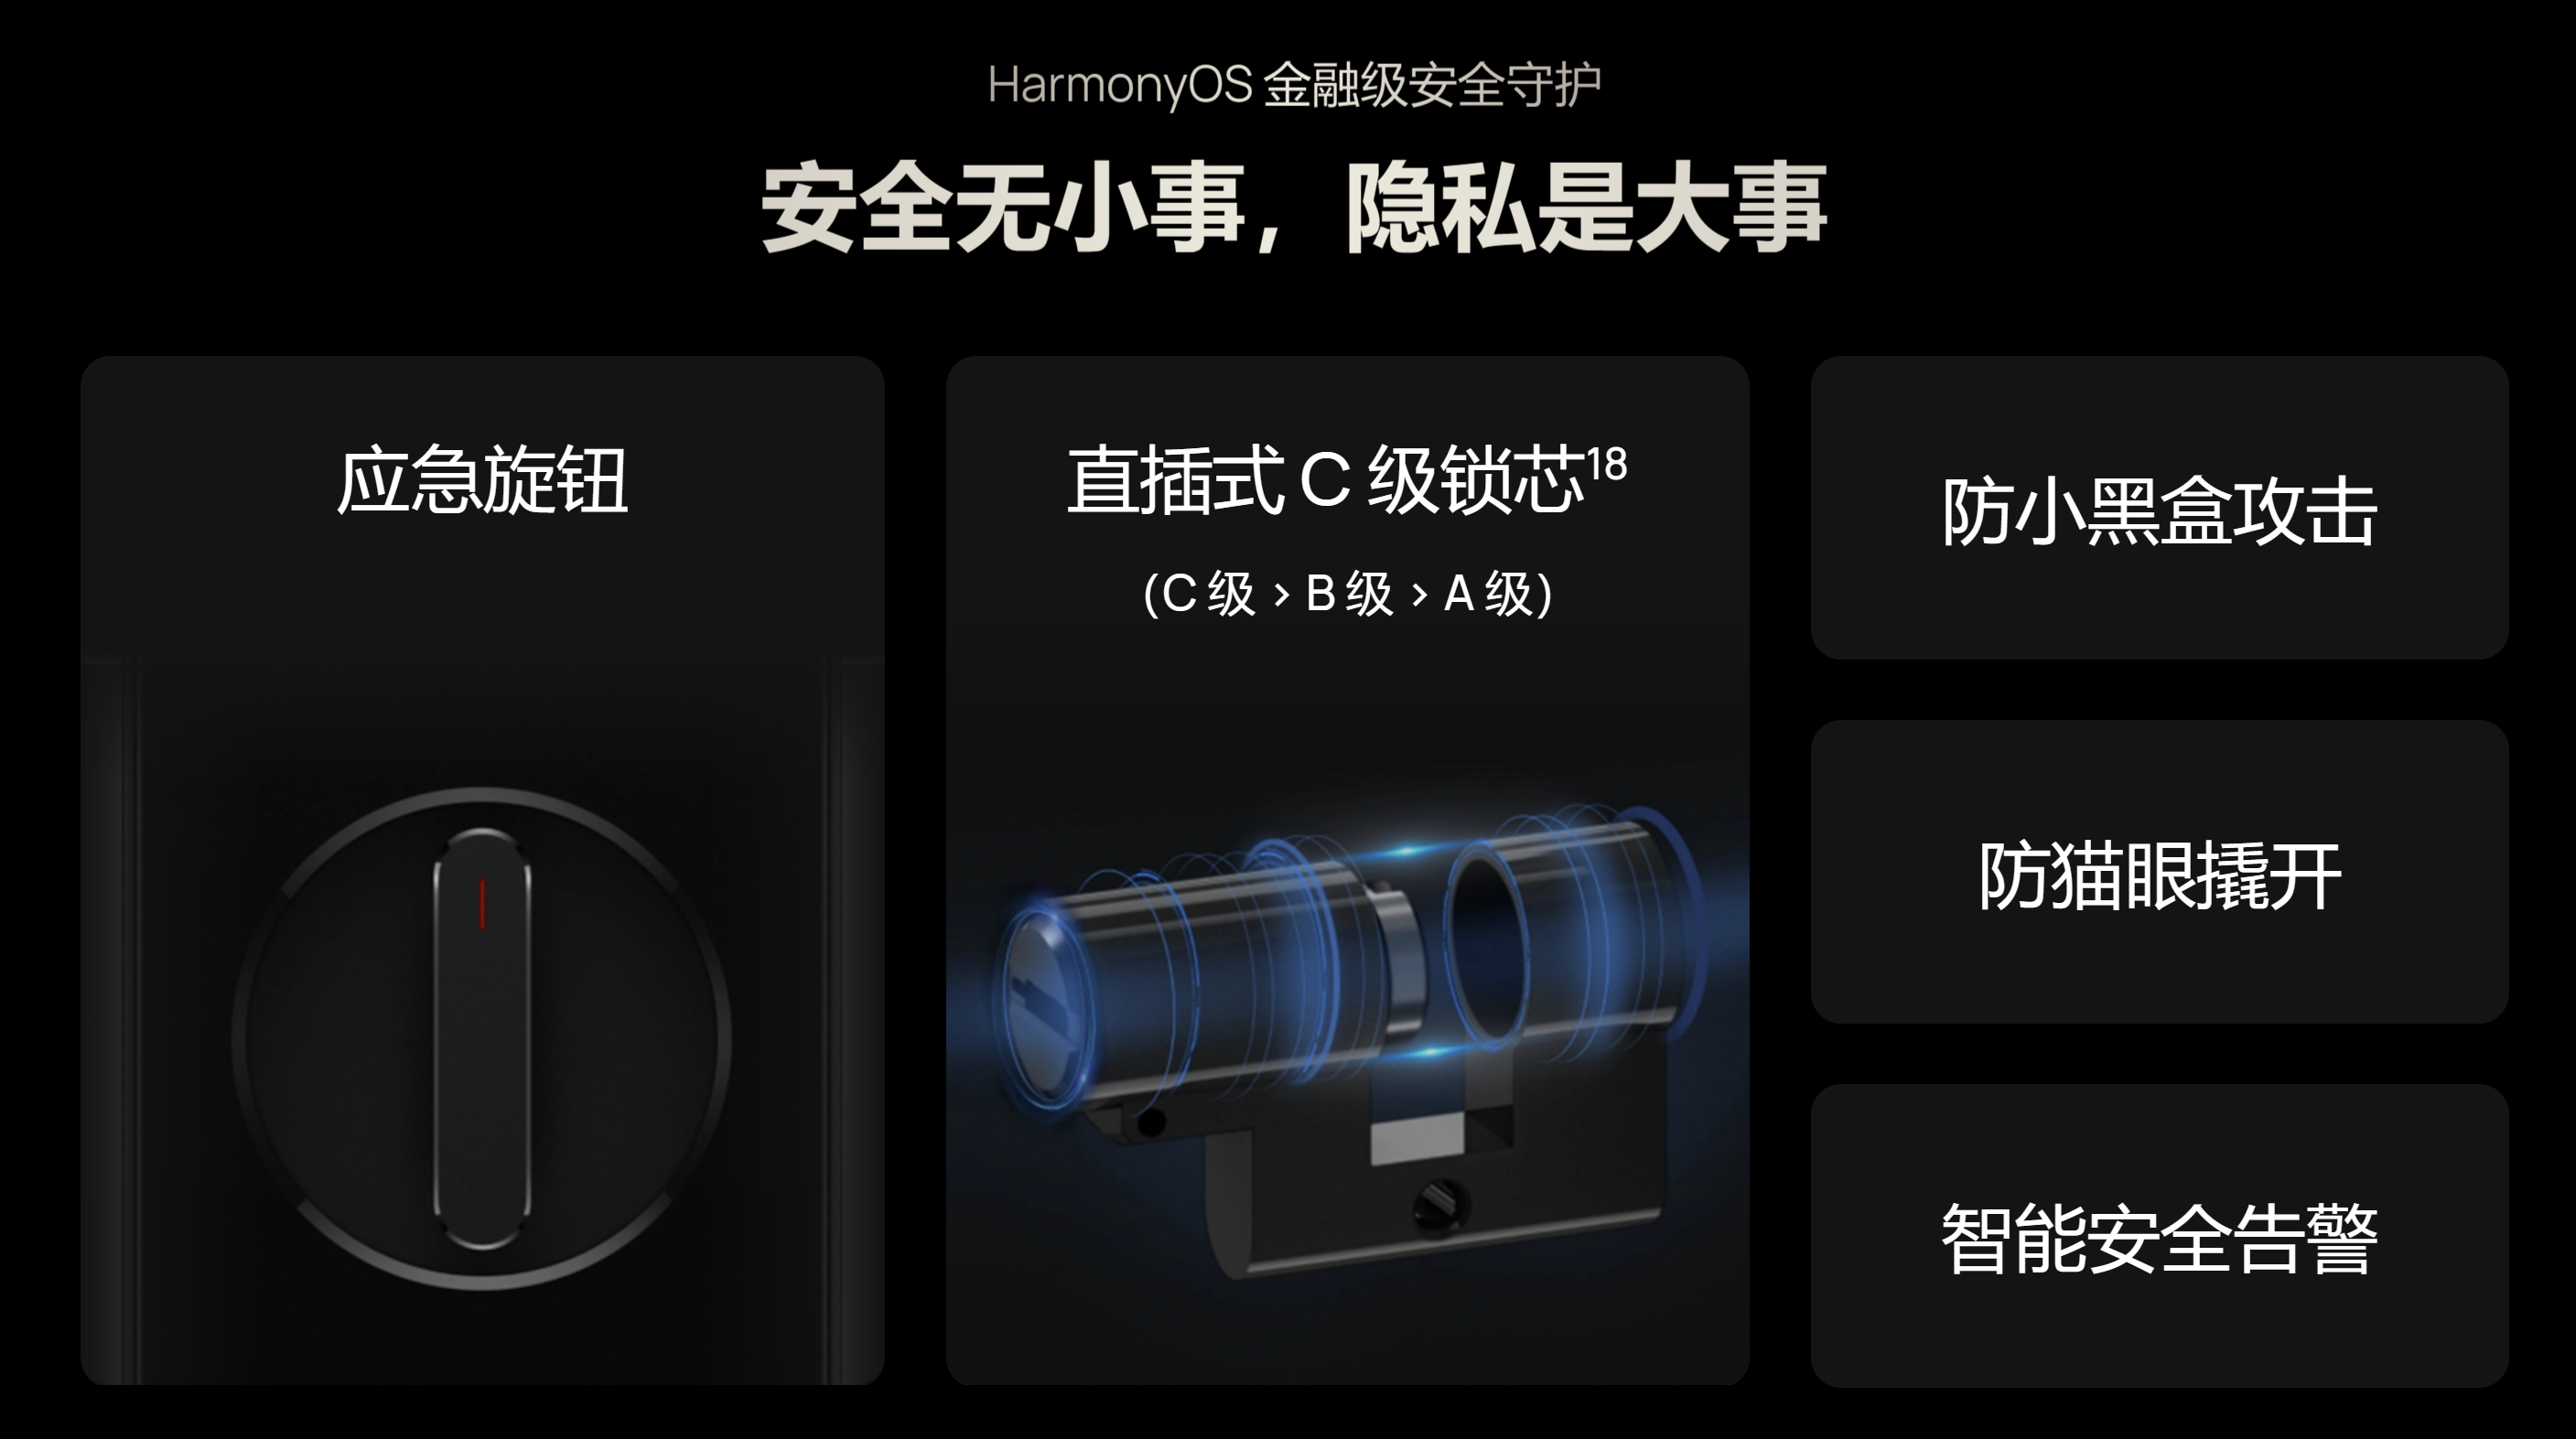 HarmonyOS 金融级安全守护
安全无小事，隐私是大事
应急旋钮
直插式 C 级锁芯¹⁸
(C 级 › B 级 › A 级)
防小黑盒攻击
防猫眼撬开
智能安全告警